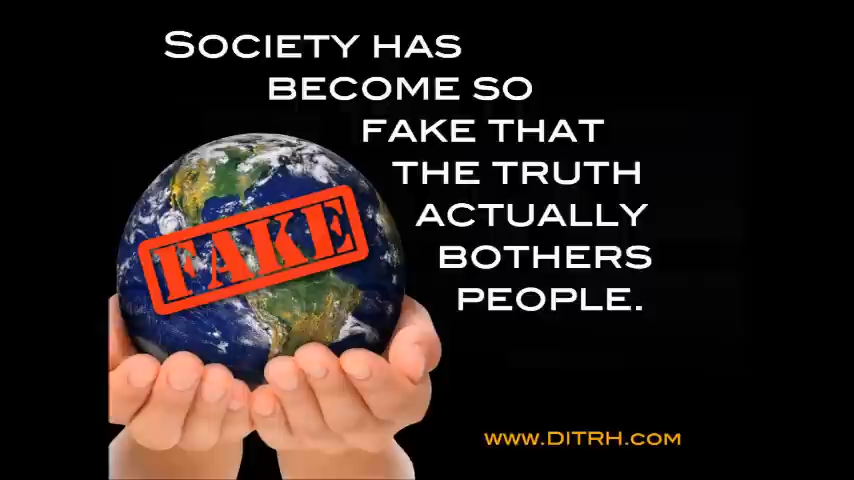 SOCIETY HAS
BECOME SO
FAKE THAT
THE TRUTH
ACTUALLY
BOTHERS
PEOPLE.
FAKE
WWW.DITRH.COM